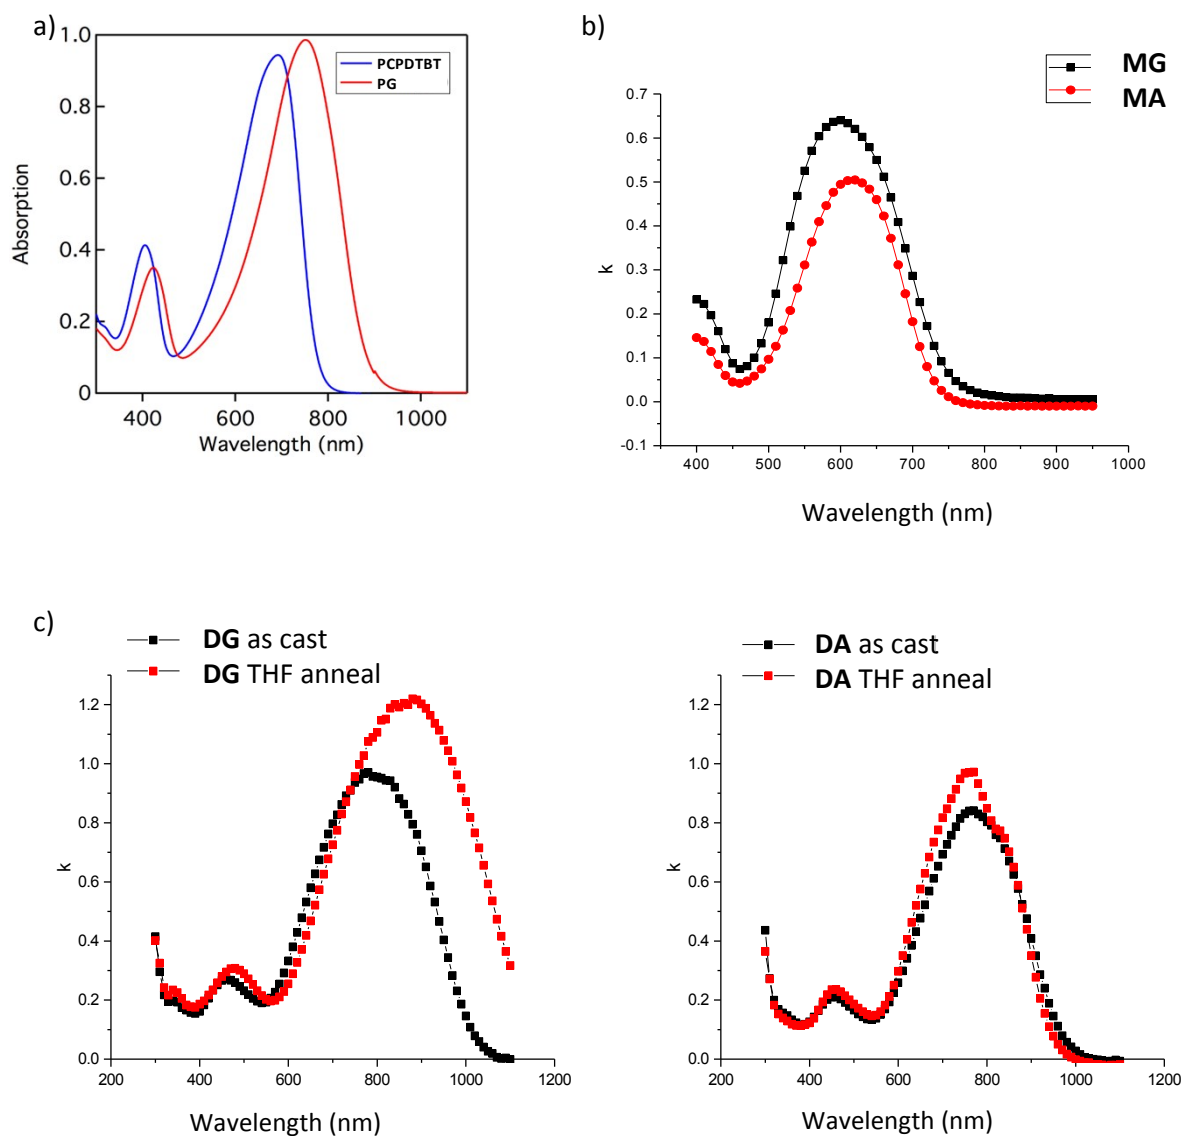 a)
1.0
0.8
0.6
0.4
0.2
0
Absorption
400
600
800
1000
Wavelength (nm)
PCPDTBT
PG
b)
MG
MA
0.7
0.6
0.5
0.4
0.3
0.2
0.1
0.0
-0.1
k
400
500
600
700
800
900
1000
Wavelength (nm)
c)
DG as cast
DG THF anneal
1.2
1.0
0.8
0.6
0.4
0.2
0.0
k
200
400
600
800
1000
1200
Wavelength (nm)
DA as cast
DA THF anneal
1.2
1.0
0.8
0.6
0.4
0.2
0.0
k
200
400
600
800
1000
1200
Wavelength (nm)